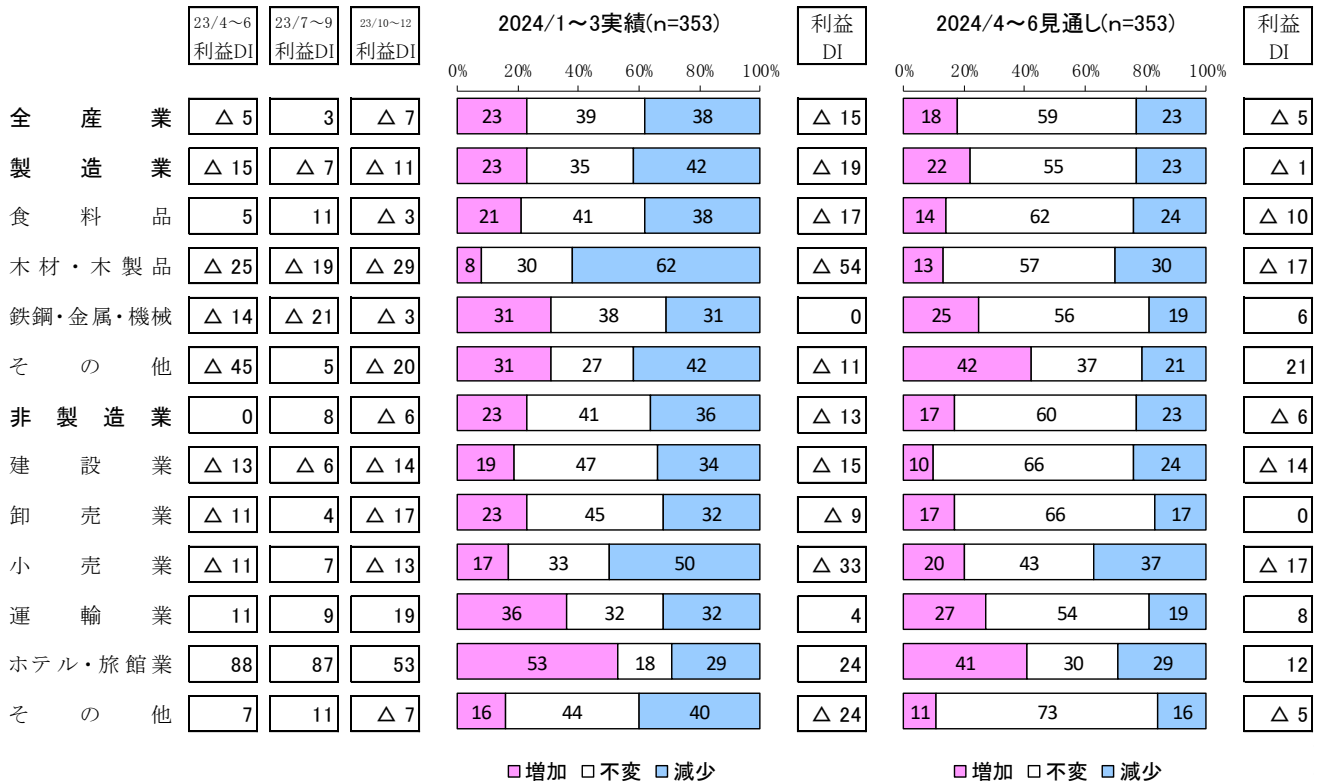 23/4～6 利益DI 23/7～9 利益DI 23/10～12 利益DI 2024/1～3実績(n=353) 利益DI 2024/4～6見通し(n=353) 利益DI
0% 20% 40% 60% 80% 100% 0% 20% 40% 60% 80% 100%
全産業 △ 5 3 △ 7 23 39 38 △ 15 18 59 23 △ 5
製造業 △ 15 △ 7 △ 11 23 35 42 △ 19 22 55 23 △ 1
食料品 5 11 △ 3 21 41 38 △ 17 14 62 24 △ 10
木材・木製品 △ 25 △ 19 △ 29 8 30 62 △ 54 13 57 30 △ 17
鉄鋼・金属・機械 △ 14 △ 21 △ 3 31 38 31 0 25 56 19 6
その他 △ 45 5 △ 20 31 27 42 △ 11 42 37 21 21
非製造業 0 8 △ 6 23 41 36 △ 13 17 60 23 △ 6
建設業 △ 13 △ 6 △ 14 19 47 34 △ 15 10 66 24 △ 14
卸売業 △ 11 4 △ 17 23 45 32 △ 9 17 66 17 0
小売業 △ 11 7 △ 13 17 33 50 △ 33 20 43 37 △ 17
運輸業 11 9 19 36 32 32 4 27 54 19 8
ホテル・旅館業 88 87 53 53 18 29 24 41 30 29 12
その他 7 11 △ 7 16 44 40 △ 24 11 73 16 △ 5
増加 不変 減少 増加 不変 減少